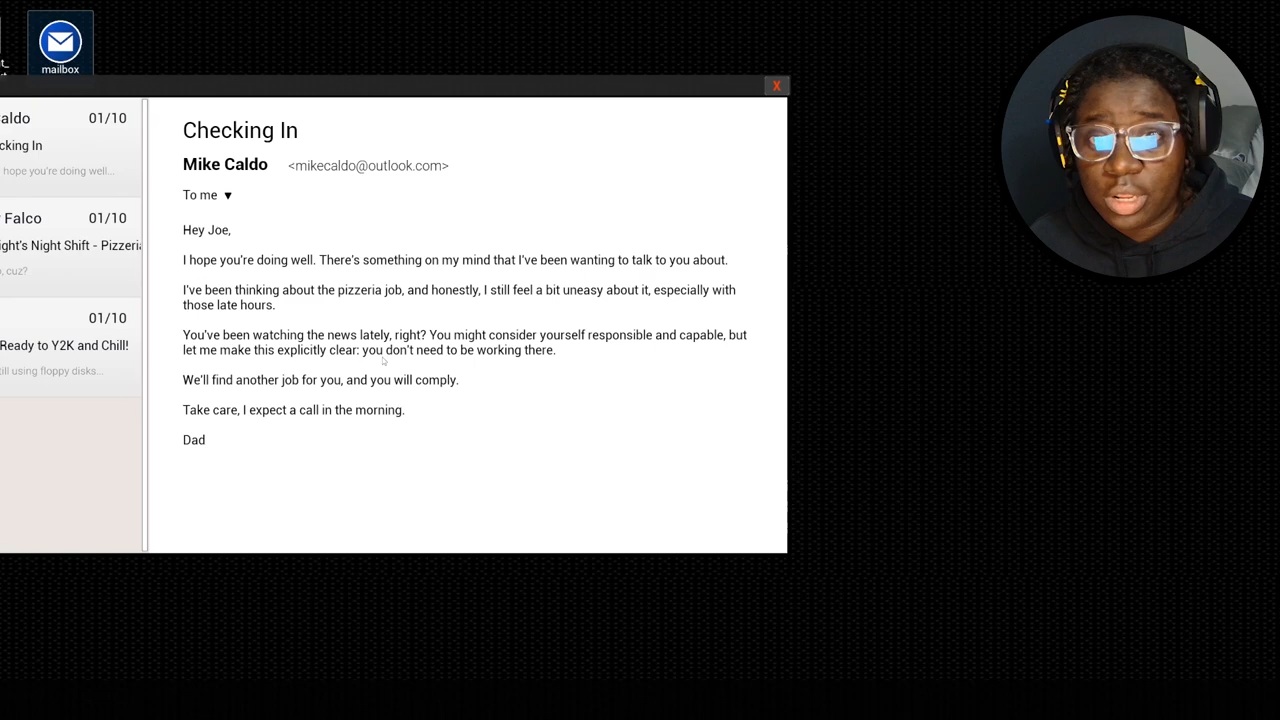 mailbox
X
Caldo 01/10
cking In
hope you're doing well...
Falco 01/10
ight's Night Shift - Pizzeria
, cuz?
01/10
Ready to Y2K and Chill!
till using floppy disks...
Checking In
Mike Caldo <mikecaldo@outlook.com>
To me ▼
Hey Joe,
I hope you're doing well. There's something on my mind that I've been wanting to talk to you about.
I've been thinking about the pizzeria job, and honestly, I still feel a bit uneasy about it, especially with
those late hours.
You've been watching the news lately, right? You might consider yourself responsible and capable, but
let me make this explicitly clear: you don't need to be working there.
We'll find another job for you, and you will comply.
Take care, I expect a call in the morning.
Dad